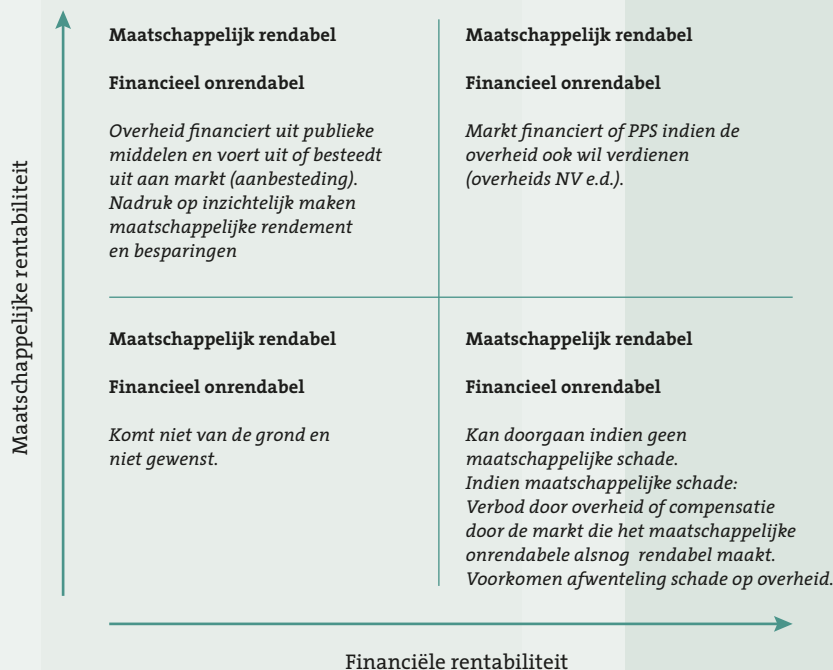 Maatschappelijke rentabiliteit
Maatschappelijk rendabel
Financieel onrendabel
Overheid financiert uit publieke
middelen en voert uit of besteedt
uit aan markt (aanbesteding).
Nadruk op inzichtelijk maken
maatschappelijke rendement
en besparingen
Maatschappelijk rendabel
Financieel onrendabel
Markt financiert of PPS indien de
overheid ook wil verdienen
(overheids NV e.d.).
Maatschappelijk rendabel
Financieel onrendabel
Komt niet van de grond en
niet gewenst.
Maatschappelijk rendabel
Financieel onrendabel
Kan doorgaan indien geen
maatschappelijke schade.
Indien maatschappelijke schade:
Verbod door overheid of compensatie
door de markt die het maatschappelijke
onrendabele alsnog rendabel maakt.
Voorkomen afwenteling schade op overheid.
Financiële rentabiliteit